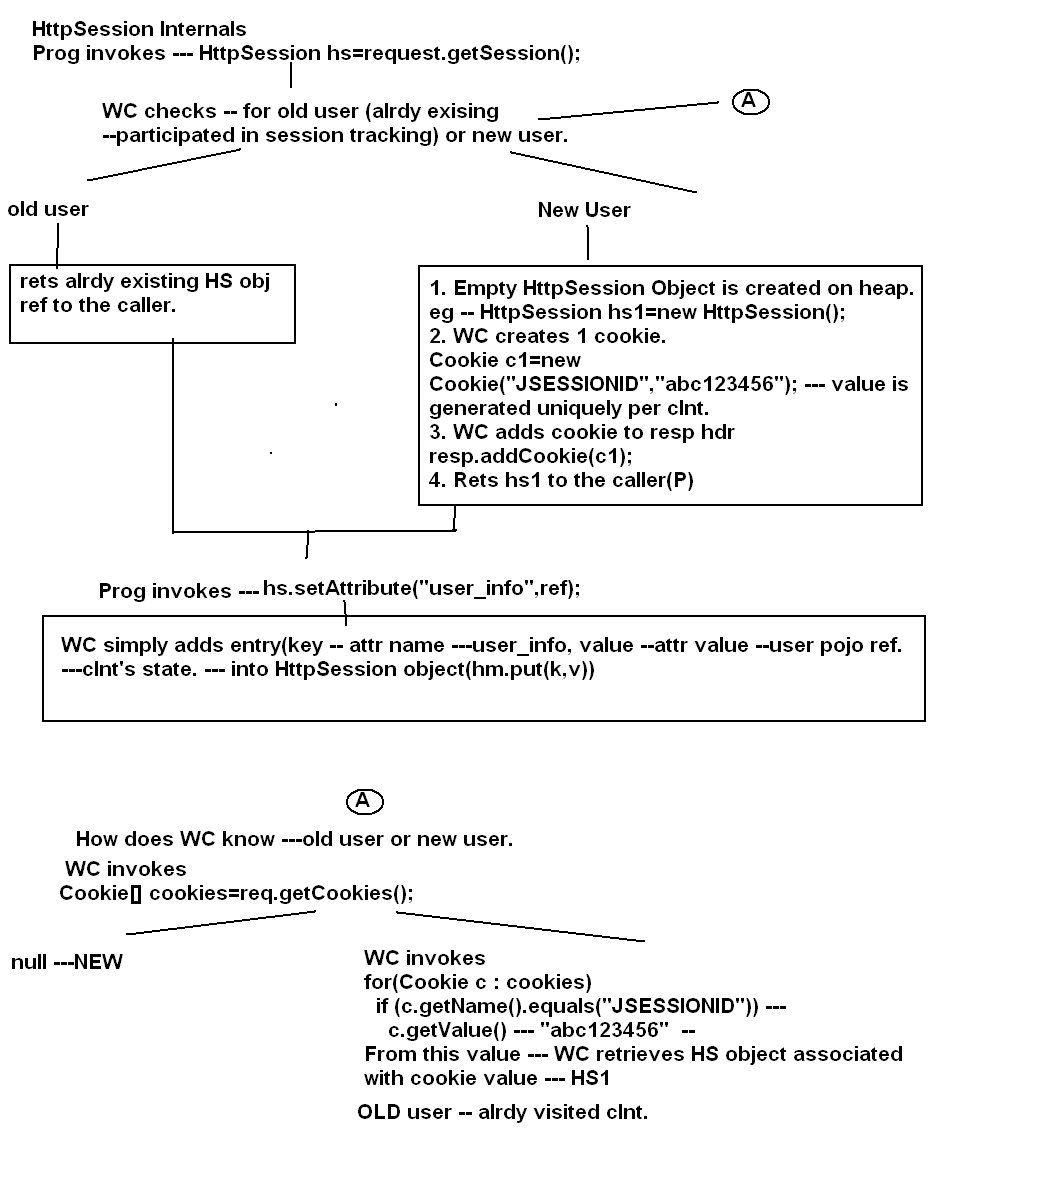 HttpSession Internals
Prog invokes --- HttpSession hs=request.getSession();
A
WC checks -- for old user (alrdy exising
--participated in session tracking) or new user.
old user
New User
rets alrdy existing HS obj
ref to the caller.
1. Empty HttpSession Object is created on heap.
eg -- HttpSession hs1=new HttpSession();
2. WC creates 1 cookie.
Cookie c1=new
Cookie("JSESSIONID","abc123456"); --- value is
generated uniquely per clnt.
3. WC adds cookie to resp hdr
resp.addCookie(c1);
4. Rets hs1 to the caller(P)
Prog invokes --- hs.setAttribute("user_info",ref);
WC simply adds entry(key -- attr name ---user_info, value --attr value --user pojo ref.
---clnt's state. --- into HttpSession object(hm.put(k,v))
A
How does WC know ---old user or new user.
WC invokes
Cookie[] cookies=req.getCookies();
null ---NEW
WC invokes
for(Cookie c : cookies)
if (c.getName().equals("JSESSIONID")) ---
c.getValue() --- "abc123456" --
From this value --- WC retrieves HS object associated
with cookie value --- HS1
OLD user -- alrdy visited clnt.